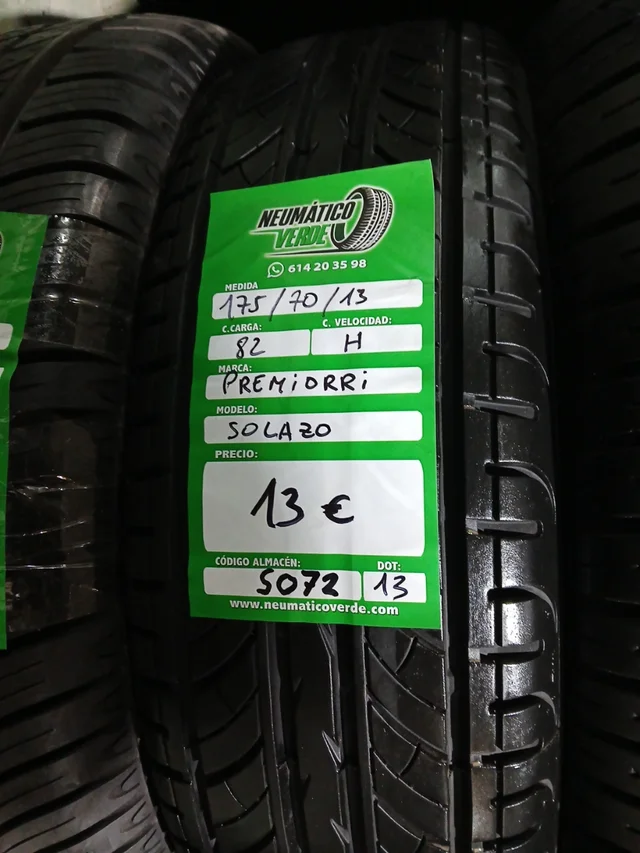 NEUMÁTICO
VERDE
614 20 35 98
MEDIDA
175/70/13
C.CARGA: C. VELOCIDAD:
82 H
MARCA:
PREMIORRI
MODELO:
SOLAZO
PRECIO:
13 €
CÓDIGO ALMACÉN: DOT:
5072 13
www.neumaticoverde.com